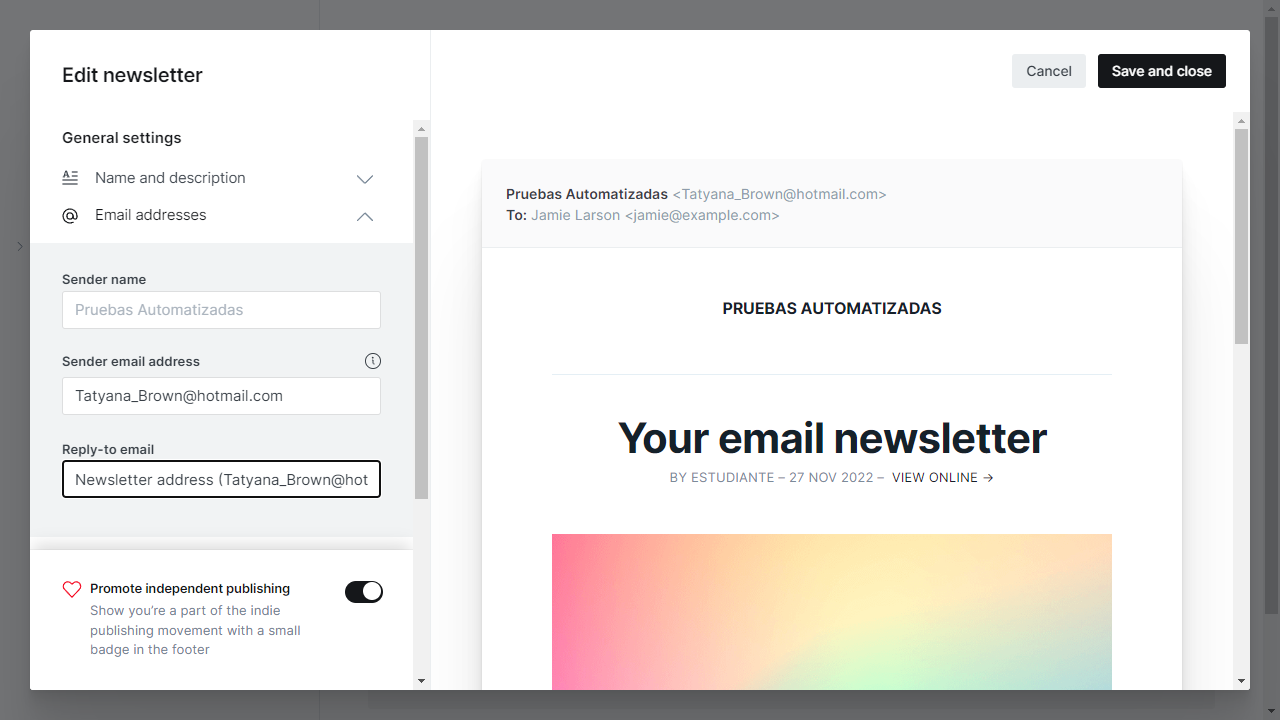 Edit newsletter
Cancel
Save and close
General settings
Name and description
Email addresses
Sender name
Pruebas Automatizadas
Sender email address
Tatyana_Brown@hotmail.com
Reply-to email
Newsletter address (Tatyana_Brown@hot
Promote independent publishing
Show you're a part of the indie
publishing movement with a small
badge in the footer
Pruebas Automatizadas <Tatyana_Brown@hotmail.com>
To: Jamie Larson <jamie@example.com>
PRUEBAS AUTOMATIZADAS
Your email newsletter
BY ESTUDIANTE – 27 NOV 2022 – VIEW ONLINE →